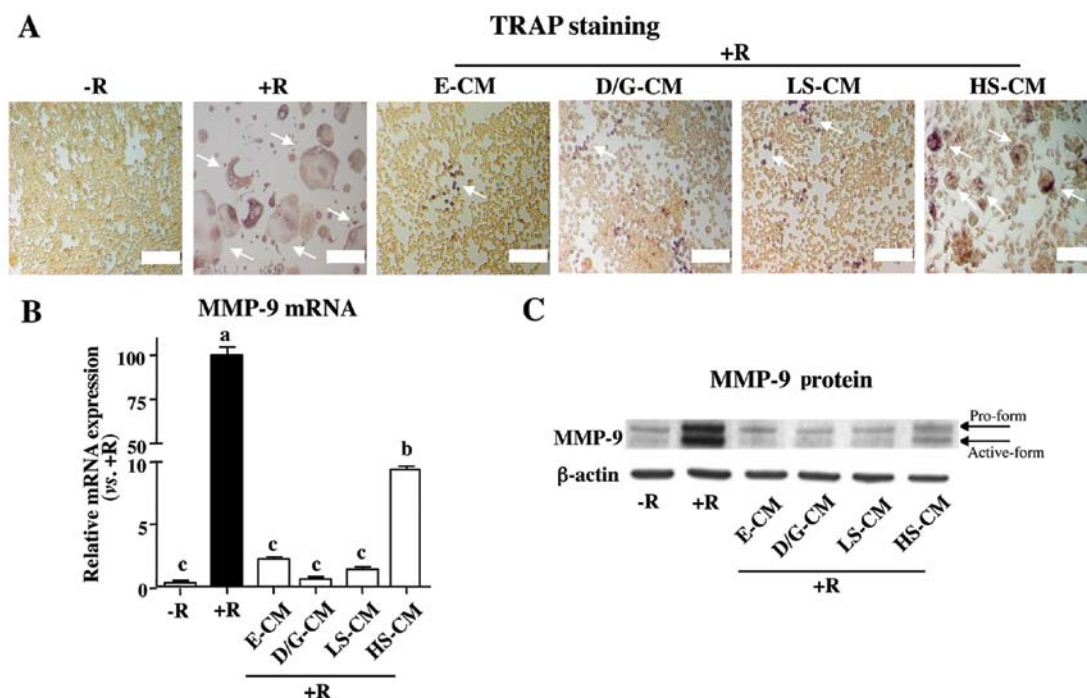 A
TRAP staining
+R
-R +R E-CM D/G-CM LS-CM HS-CM
B
MMP-9 mRNA
Relative mRNA expression
(vs. +R)
100
50
10
5
0
a
b
c
c
c
c
-R +R E-CM D/G-CM LS-CM HS-CM
+R
C
MMP-9 protein
MMP-9
Pro-form
Active-form
β-actin
-R +R E-CM D/G-CM LS-CM HS-CM
+R